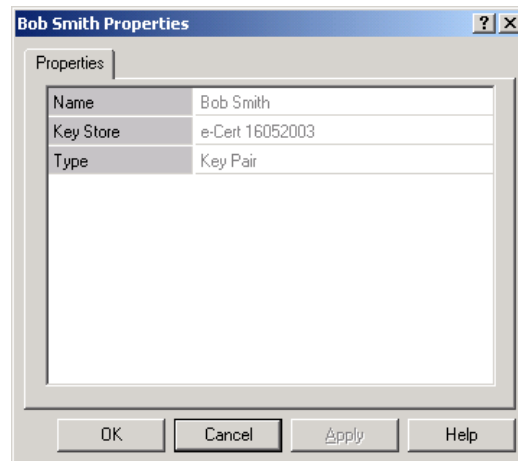 Bob Smith Properties ? X
Properties
Name Bob Smith
Key Store e-Cert 16052003
Type Key Pair
OK Cancel Apply Help